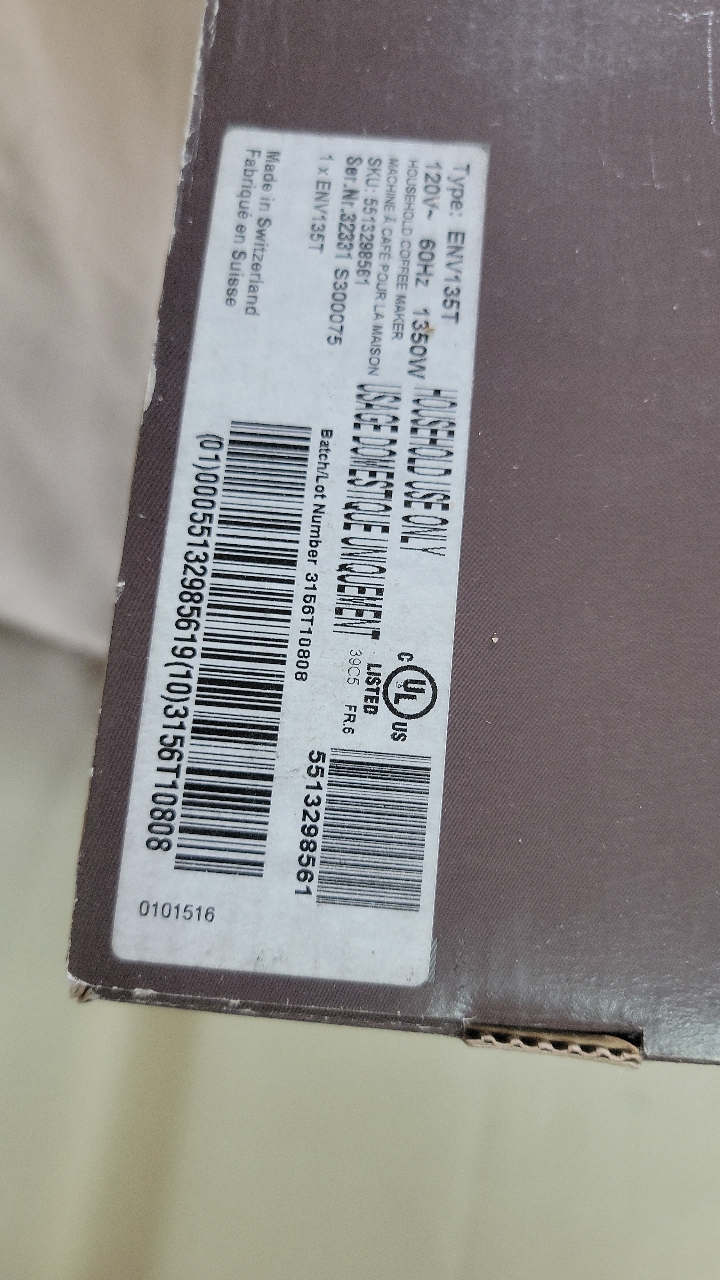 Type: ENV135T
120V~ 60Hz 1350W
HOUSEHOLD COFFEE MAKER
MACHINE À CAFÉ POUR LA MAISON
SKU: 5513298561
Ser.Nr.32331 S300075
1 x ENV135T
Made in Switzerland
Fabriqué en Suisse
HOUSEHOLD USE ONLY
USAGE DOMESTIQUE UNIQUEMENT
C UL US
LISTED
39C5 FR.6
Batch/Lot Number 3156T10808
5513298561
(01)00055132985619(10)3156T10808
0101516